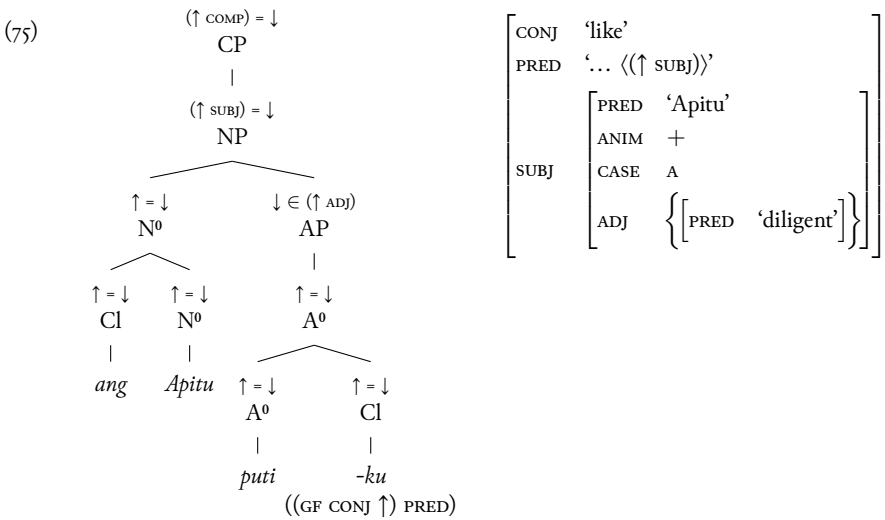 (75)
(↑ COMP) = ↓
CP
(↑ SUBJ) = ↓
NP
↑ = ↓ ↓ ∈ (↑ ADJ)
N⁰ AP
↑ = ↓ ↑ = ↓ ↑ = ↓
Cl N⁰ A⁰
ang Apitu ↑ = ↓ ↑ = ↓
A⁰ Cl
puti -ku
((GF CONJ ↑) PRED)
CONJ ‘like’
PRED ‘… ⟨(↑ SUBJ)⟩’
SUBJ [PRED ‘Apitu’
ANIM +
CASE A
ADJ {[PRED ‘diligent’]}]